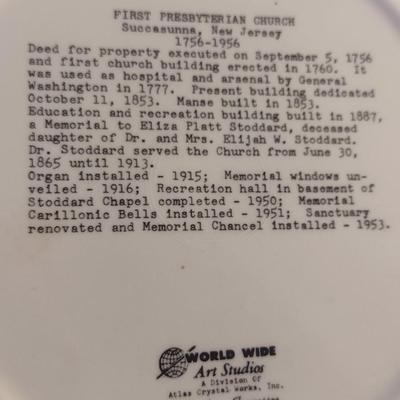 FIRST PRESBYTERIAN CHURCH
Succasunna, New Jersey
1756-1956
Deed for property executed on September 5, 1756
and first church building erected in 1760. It
was used as hospital and arsenal by General
Washington in 1777. Present building dedicated
October 11, 1853. Manse built in 1853.
Education and recreation building built in 1887,
a Memorial to Eliza Platt Stoddard, deceased
daughter of Dr. and Mrs. Elijah W. Stoddard.
Dr. Stoddard served the Church from June 30,
1865 until 1913.
Organ installed - 1915; Memorial windows un-
veiled - 1916; Recreation hall in basement of
Stoddard Chapel completed - 1950; Memorial
Carillonic Bells installed - 1951; Sanctuary
renovated and Memorial Chancel installed - 1953.
WORLD WIDE
Art Studios
A Division Of
Atlas Crystal Works, Inc.